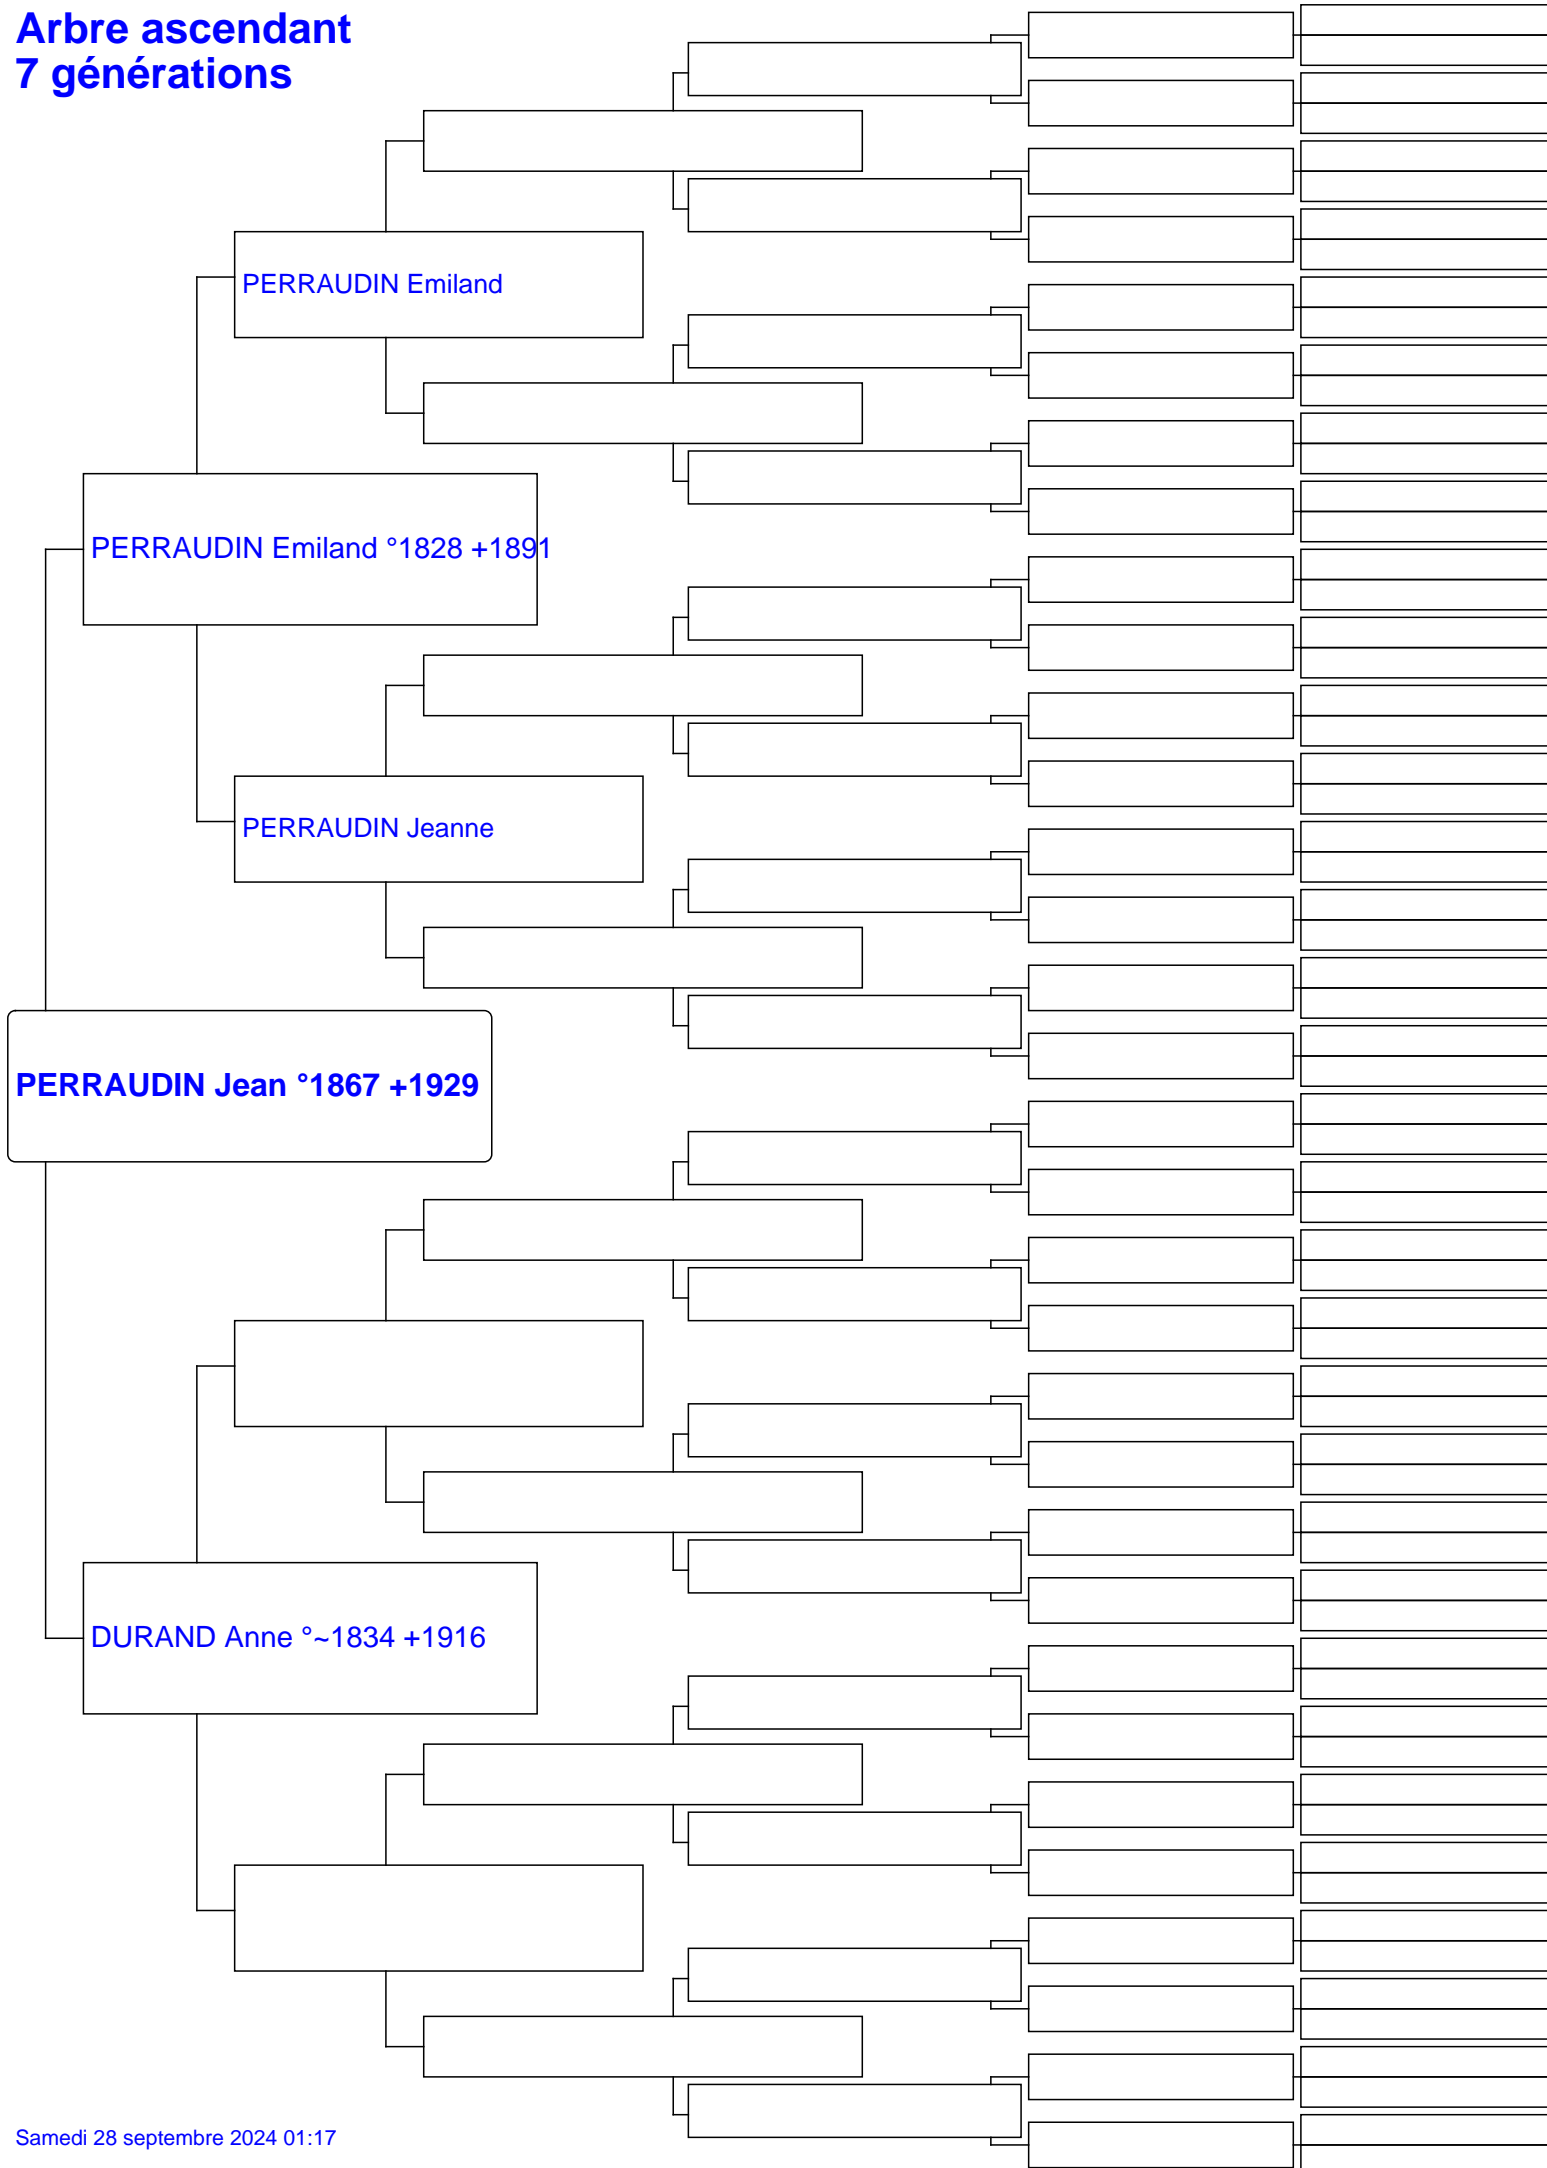 Arbre ascendant
7 générations
PERRAUDIN Emiland
PERRAUDIN Emiland °1828 +1891
PERRAUDIN Jeanne
PERRAUDIN Jean °1867 +1929
DURAND Anne °~1834 +1916
Samedi 28 septembre 2024 01:17